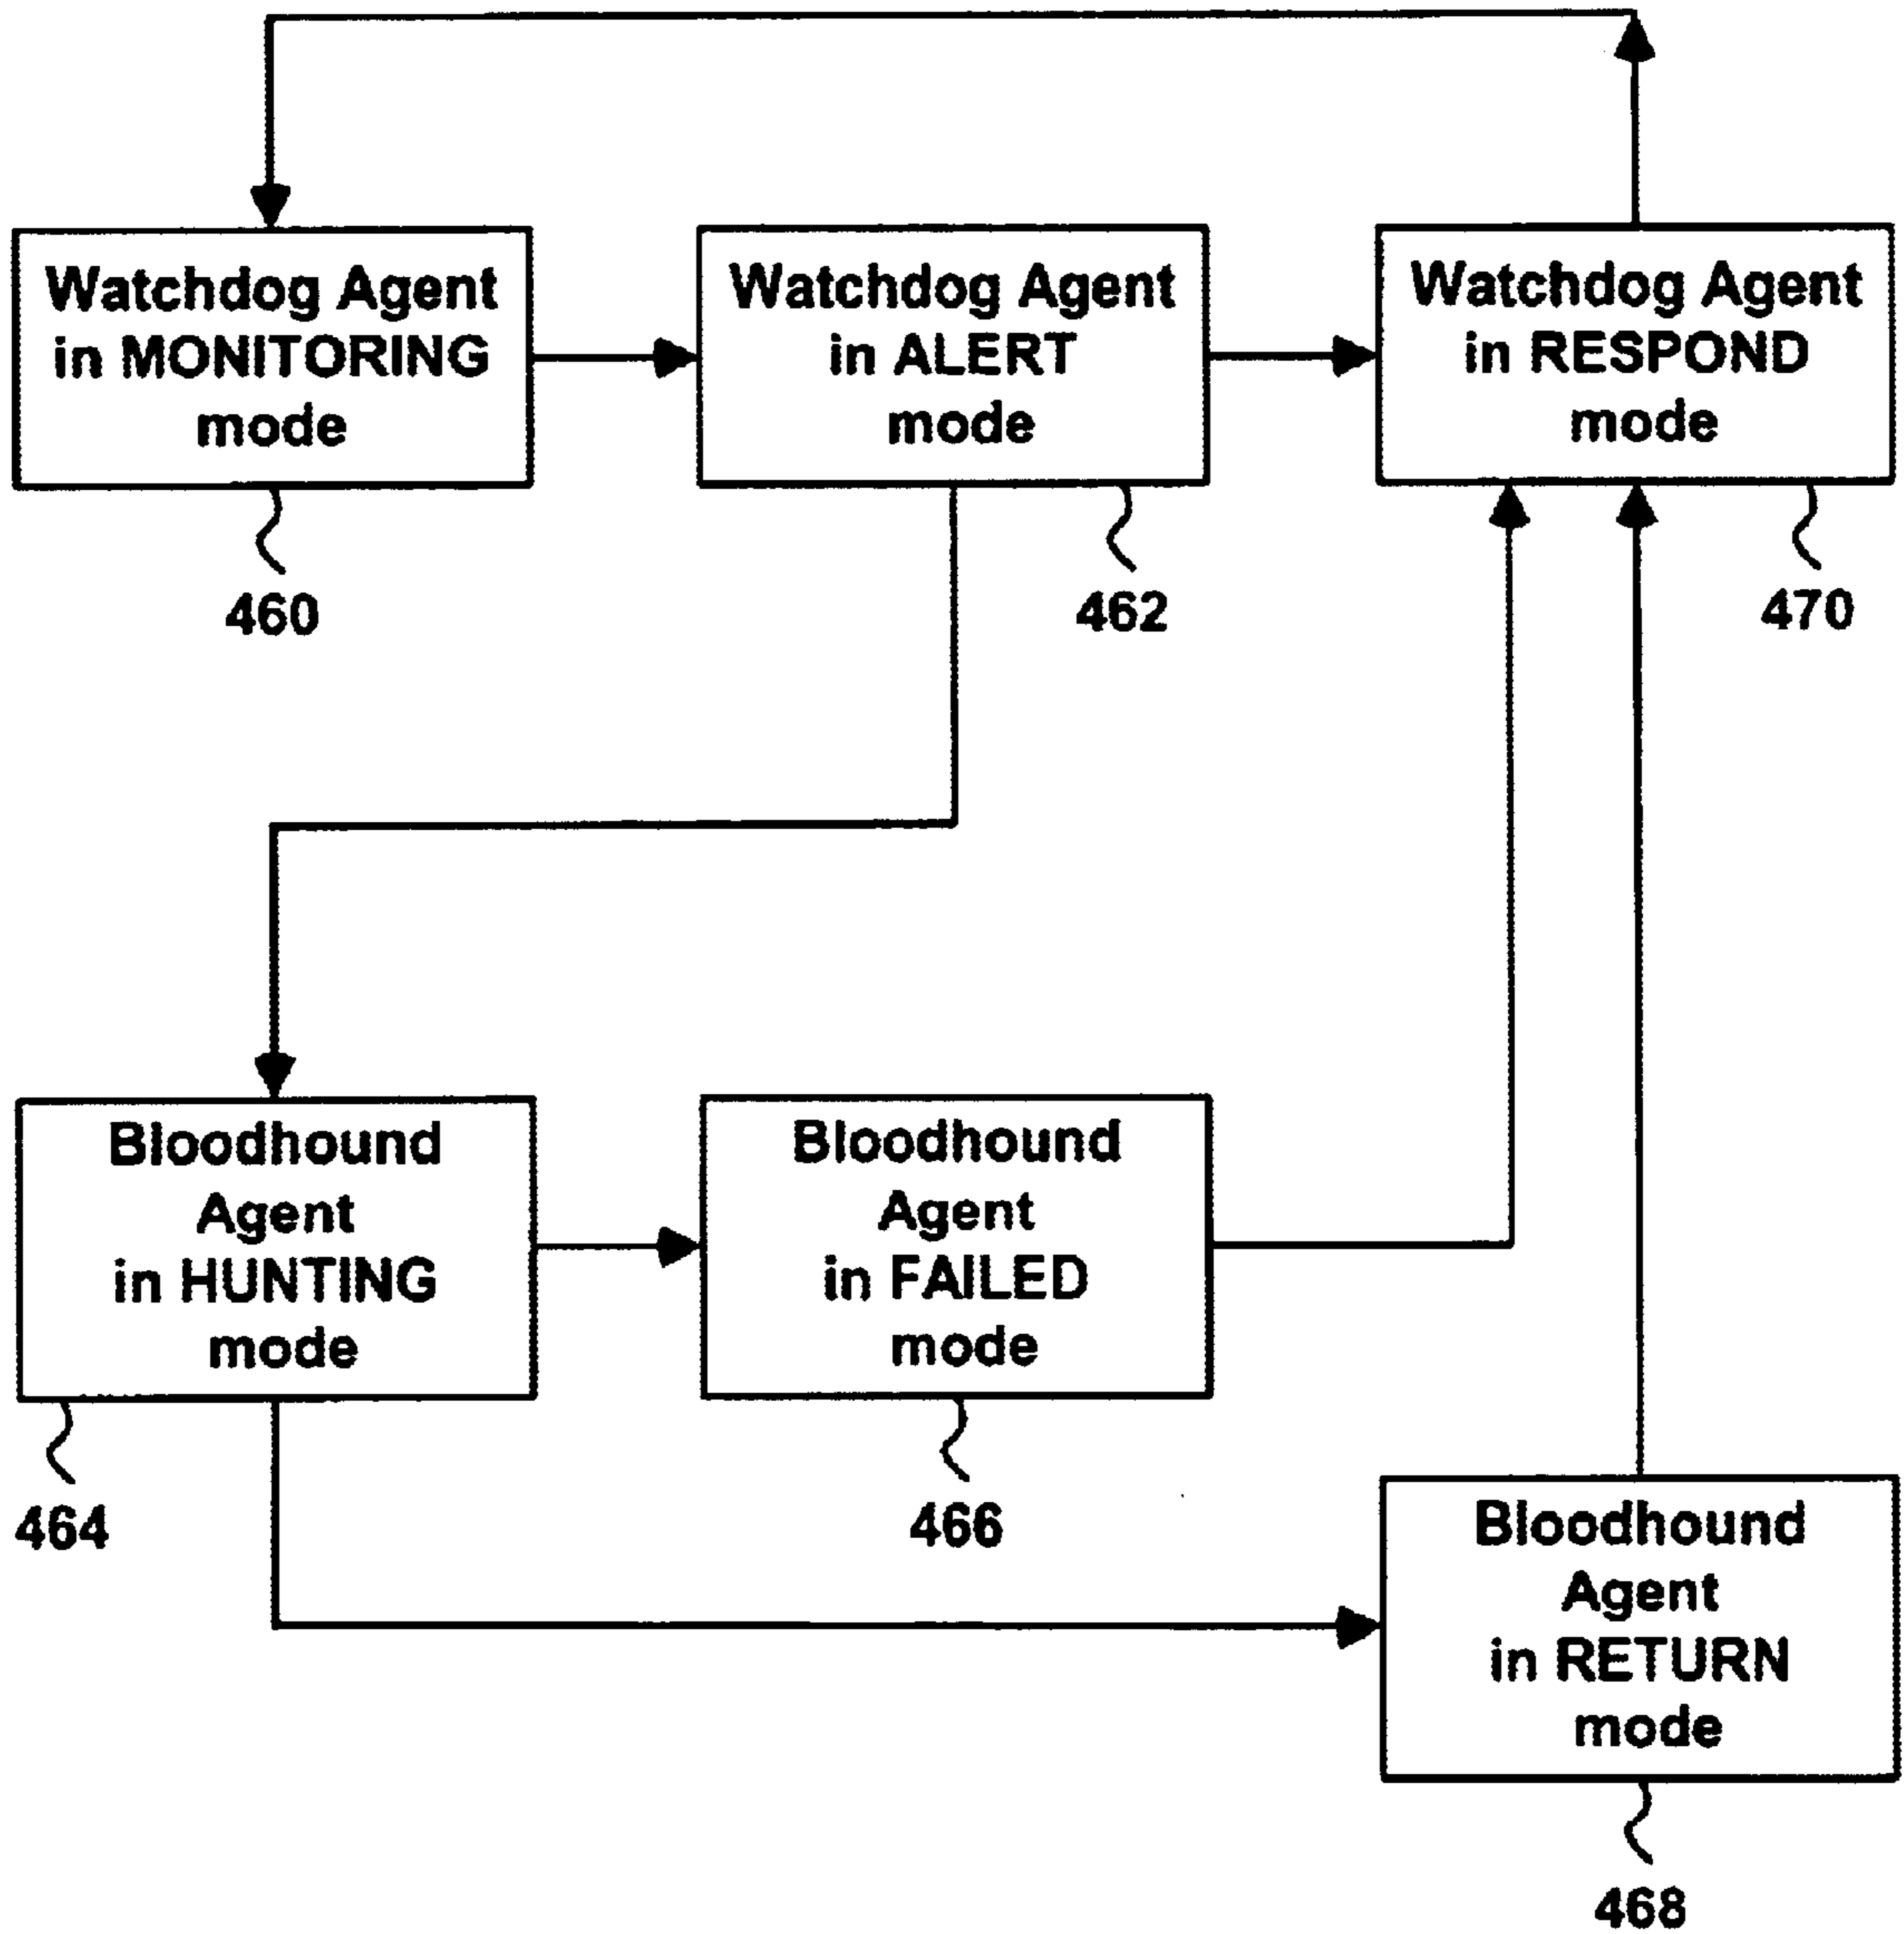 Watchdog Agent
in MONITORING
mode
460
Watchdog Agent
in ALERT
mode
462
Watchdog Agent
in RESPOND
mode
470
Bloodhound
Agent
in HUNTING
mode
464
Bloodhound
Agent
in FAILED
mode
466
Bloodhound
Agent
in RETURN
mode
468